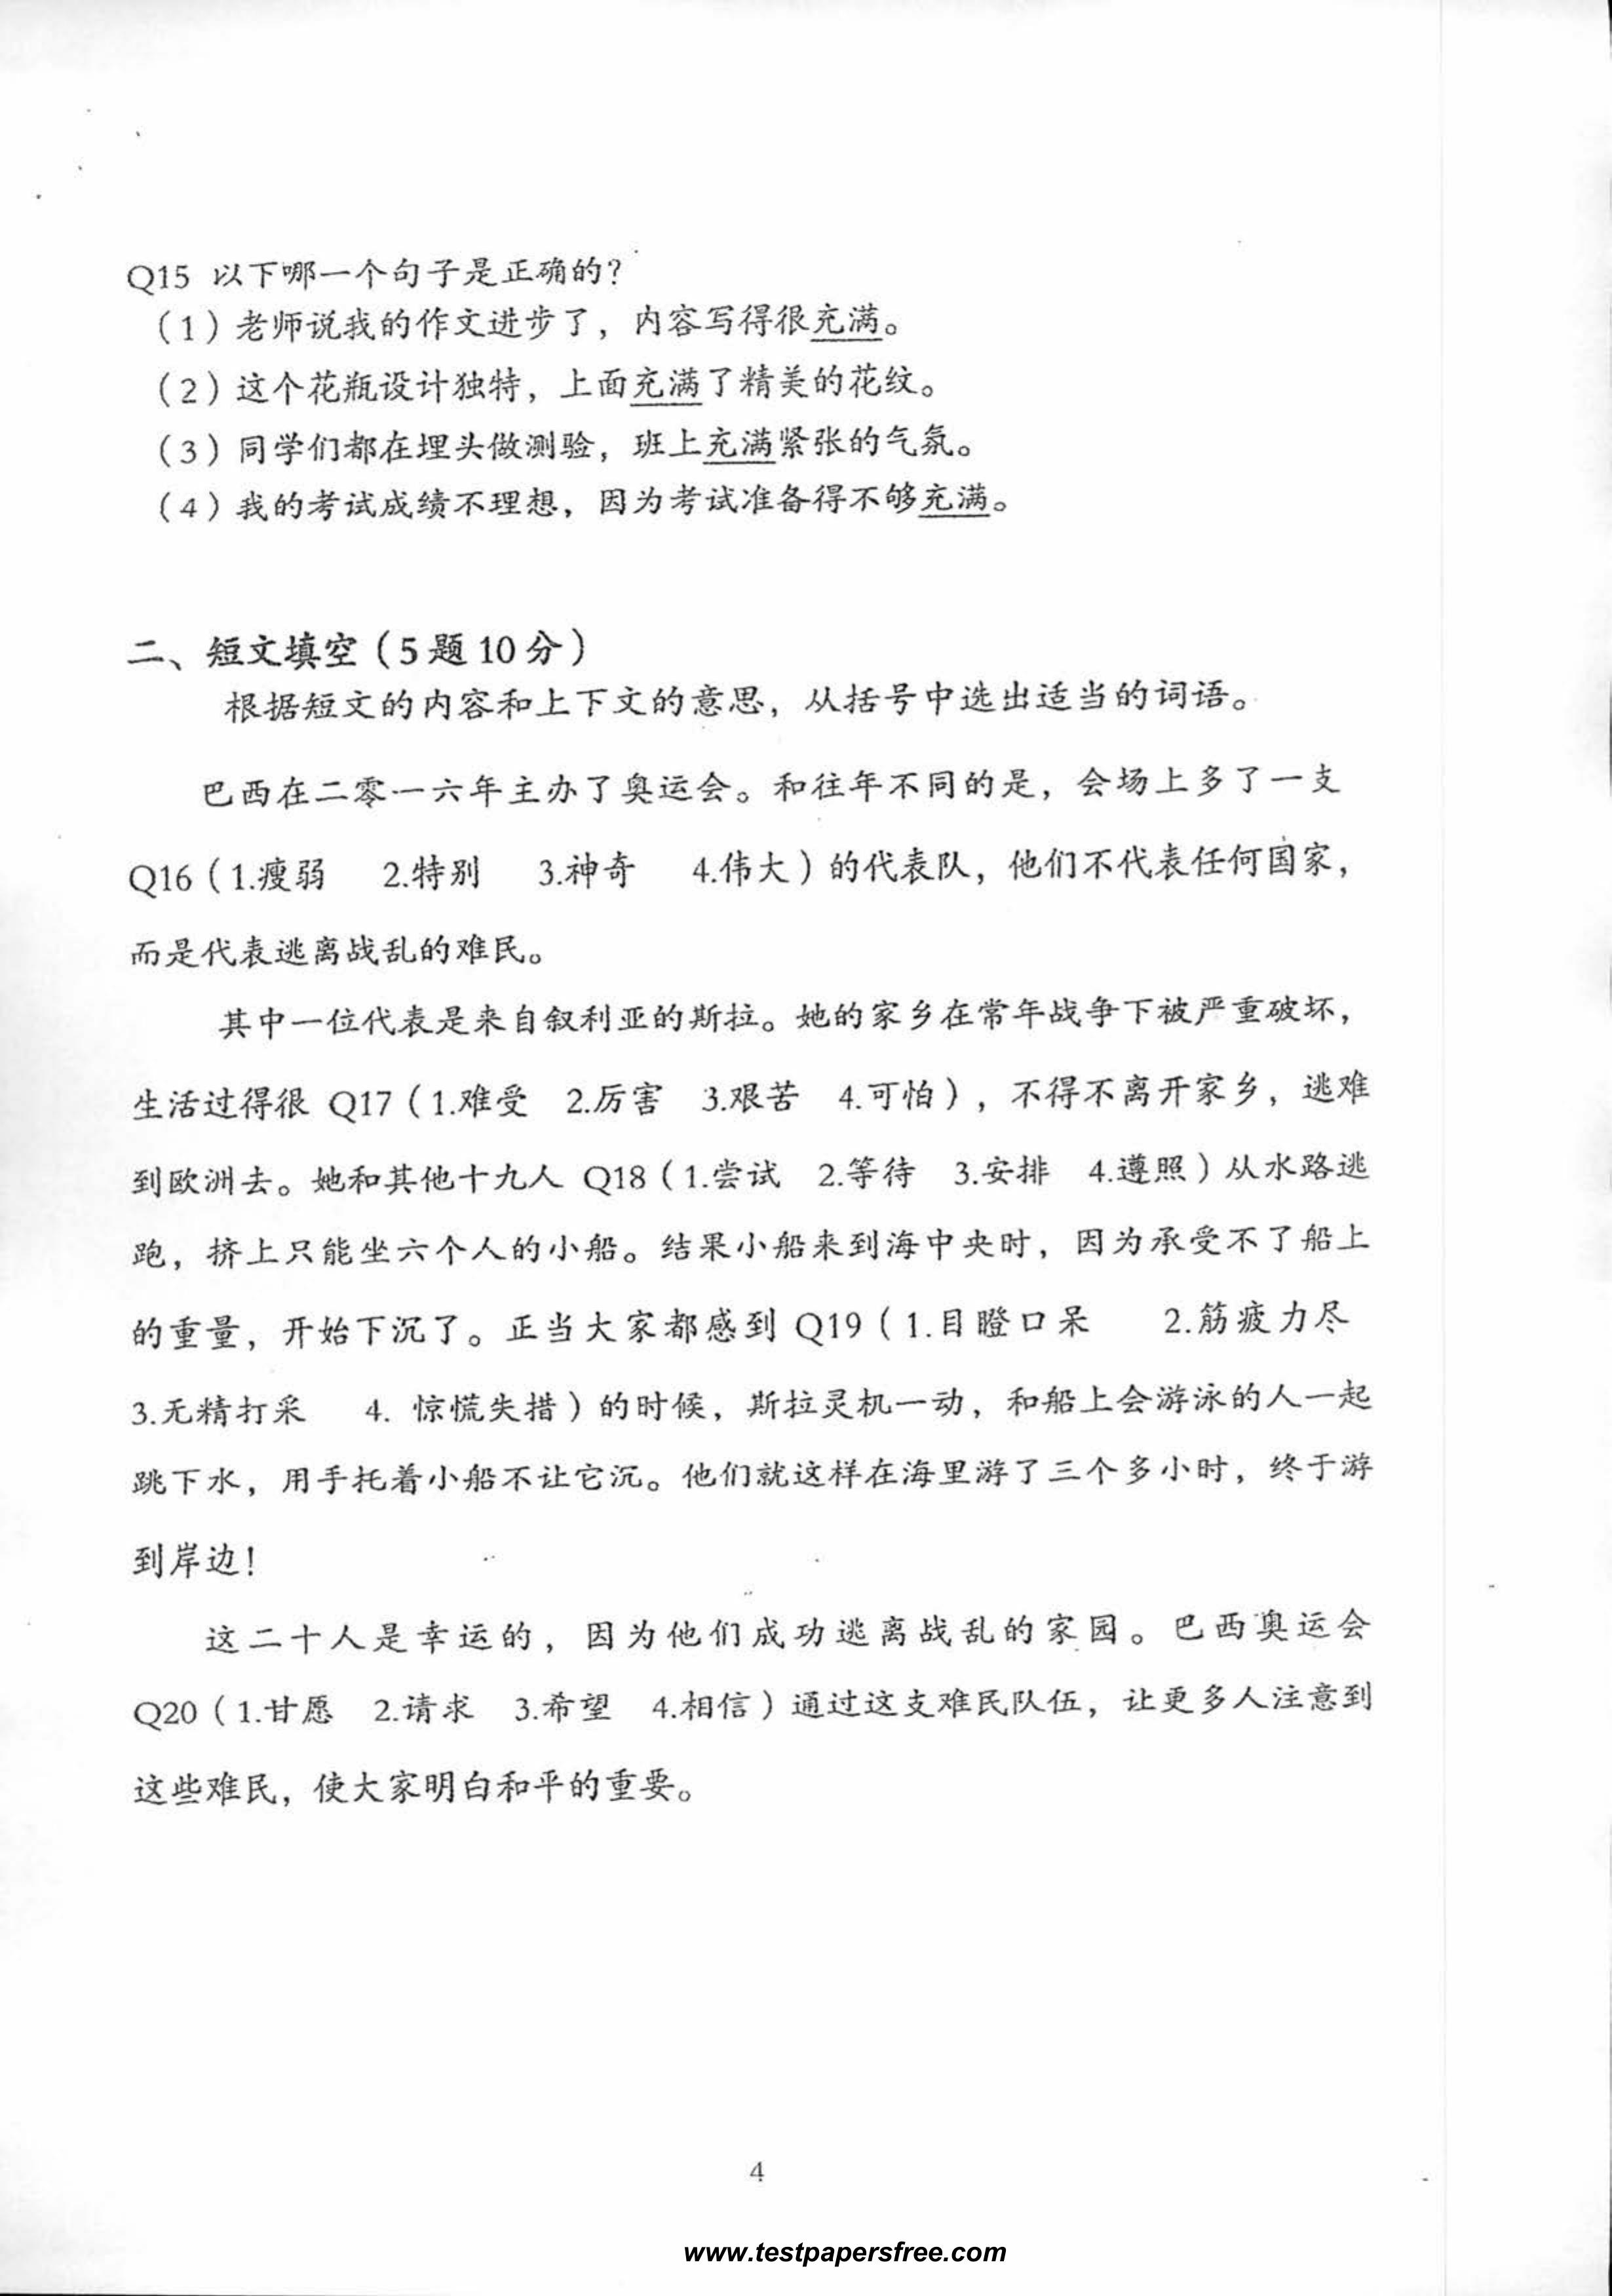 Q15 以下哪一个句子是正确的？
（1）老师说我的作文进步了，内容写得很充满。
（2）这个花瓶设计独特，上面充满了精美的花纹。
（3）同学们都在埋头做测验，班上充满紧张的气氛。
（4）我的考试成绩不理想，因为考试准备得不够充满。
二、短文填空（5题10分）
根据短文的内容和上下文的意思，从括号中选出适当的词语。
巴西在二零一六年主办了奥运会。和往年不同的是，会场上多了一支
Q16（1.瘦弱 2.特别 3.神奇 4.伟大）的代表队，他们不代表任何国家，
而是代表逃离战乱的难民。
其中一位代表是来自叙利亚的斯拉。她的家乡在常年战争下被严重破坏，
生活过得很 Q17（1.难受 2.厉害 3.艰苦 4.可怕），不得不离开家乡，逃难
到欧洲去。她和其他十九人 Q18（1.尝试 2.等待 3.安排 4.遵照）从水路逃
跑，挤上只能坐六个人的小船。结果小船来到海中央时，因为承受不了船上
的重量，开始下沉了。正当大家都感到 Q19（1.目瞪口呆 2.筋疲力尽
3.无精打采 4. 惊慌失措）的时候，斯拉灵机一动，和船上会游泳的人一起
跳下水，用手托着小船不让它沉。他们就这样在海里游了三个多小时，终于游
到岸边！
这二十人是幸运的，因为他们成功逃离战乱的家园。巴西奥运会
Q20（1.甘愿 2.请求 3.希望 4.相信）通过这支难民队伍，让更多人注意到
这些难民，使大家明白和平的重要。
4
www.testpapersfree.com